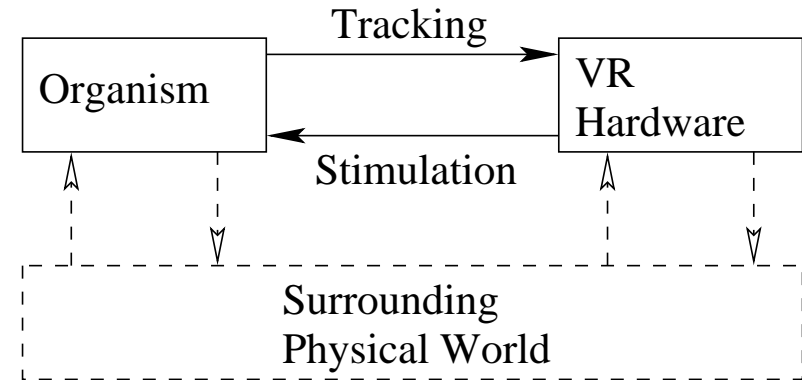 Tracking
Organism
VR
Hardware
Stimulation
Surrounding
Physical World